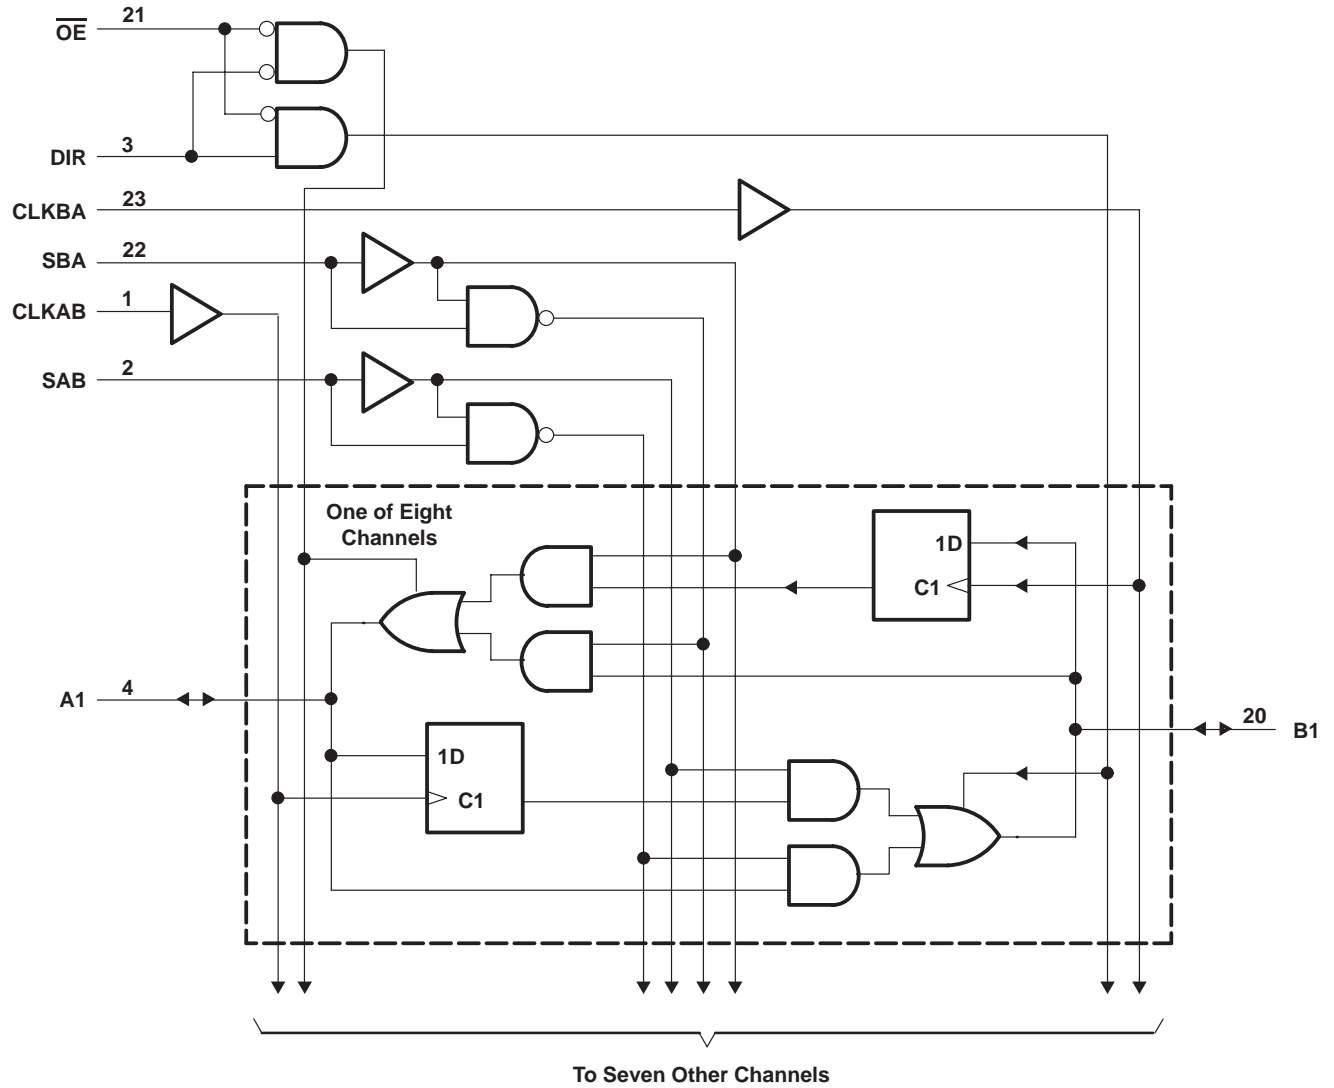 21
OE
3
DIR
23
CLKBA
22
SBA
1
CLKAB
2
SAB
One of Eight
Channels
1D
C1
4
A1
1D
C1
20
B1
To Seven Other Channels